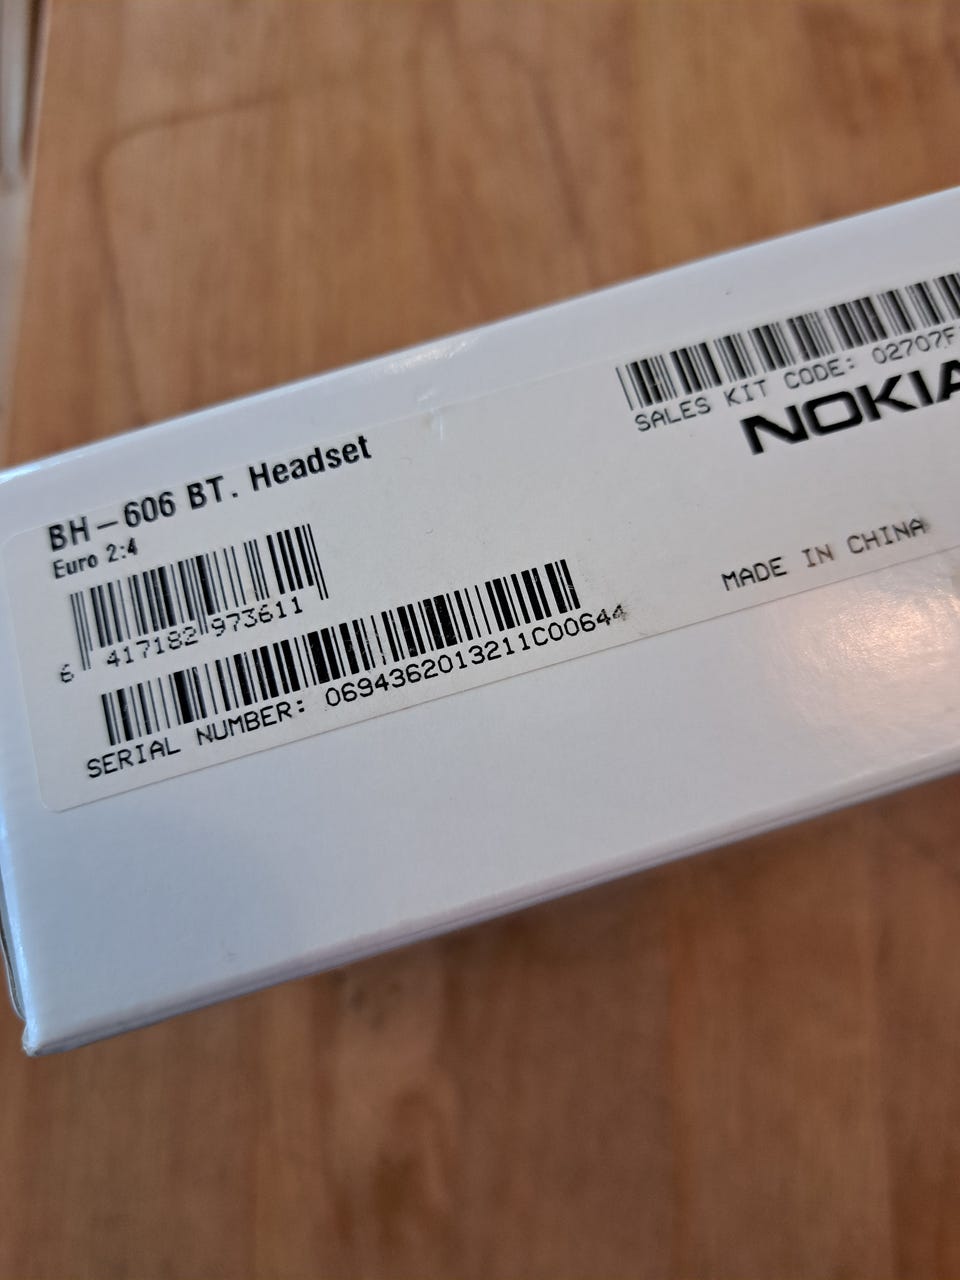 SALES KIT CODE: 02707F
NOKIA
BH-606 BT. Headset
Euro 2:4
6 417182 973611
MADE IN CHINA
0694362013211C00644
SERIAL NUMBER: